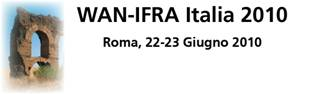 WAN-IFRA Italia 2010
Roma, 22-23 Giugno 2010